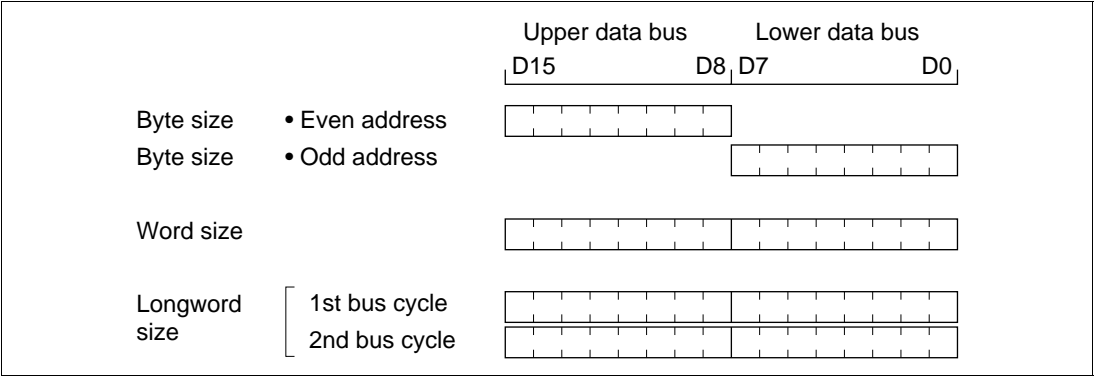 Upper data bus Lower data bus
D15 D8 D7 D0
Byte size • Even address
Byte size • Odd address
Word size
Longword size 1st bus cycle
2nd bus cycle